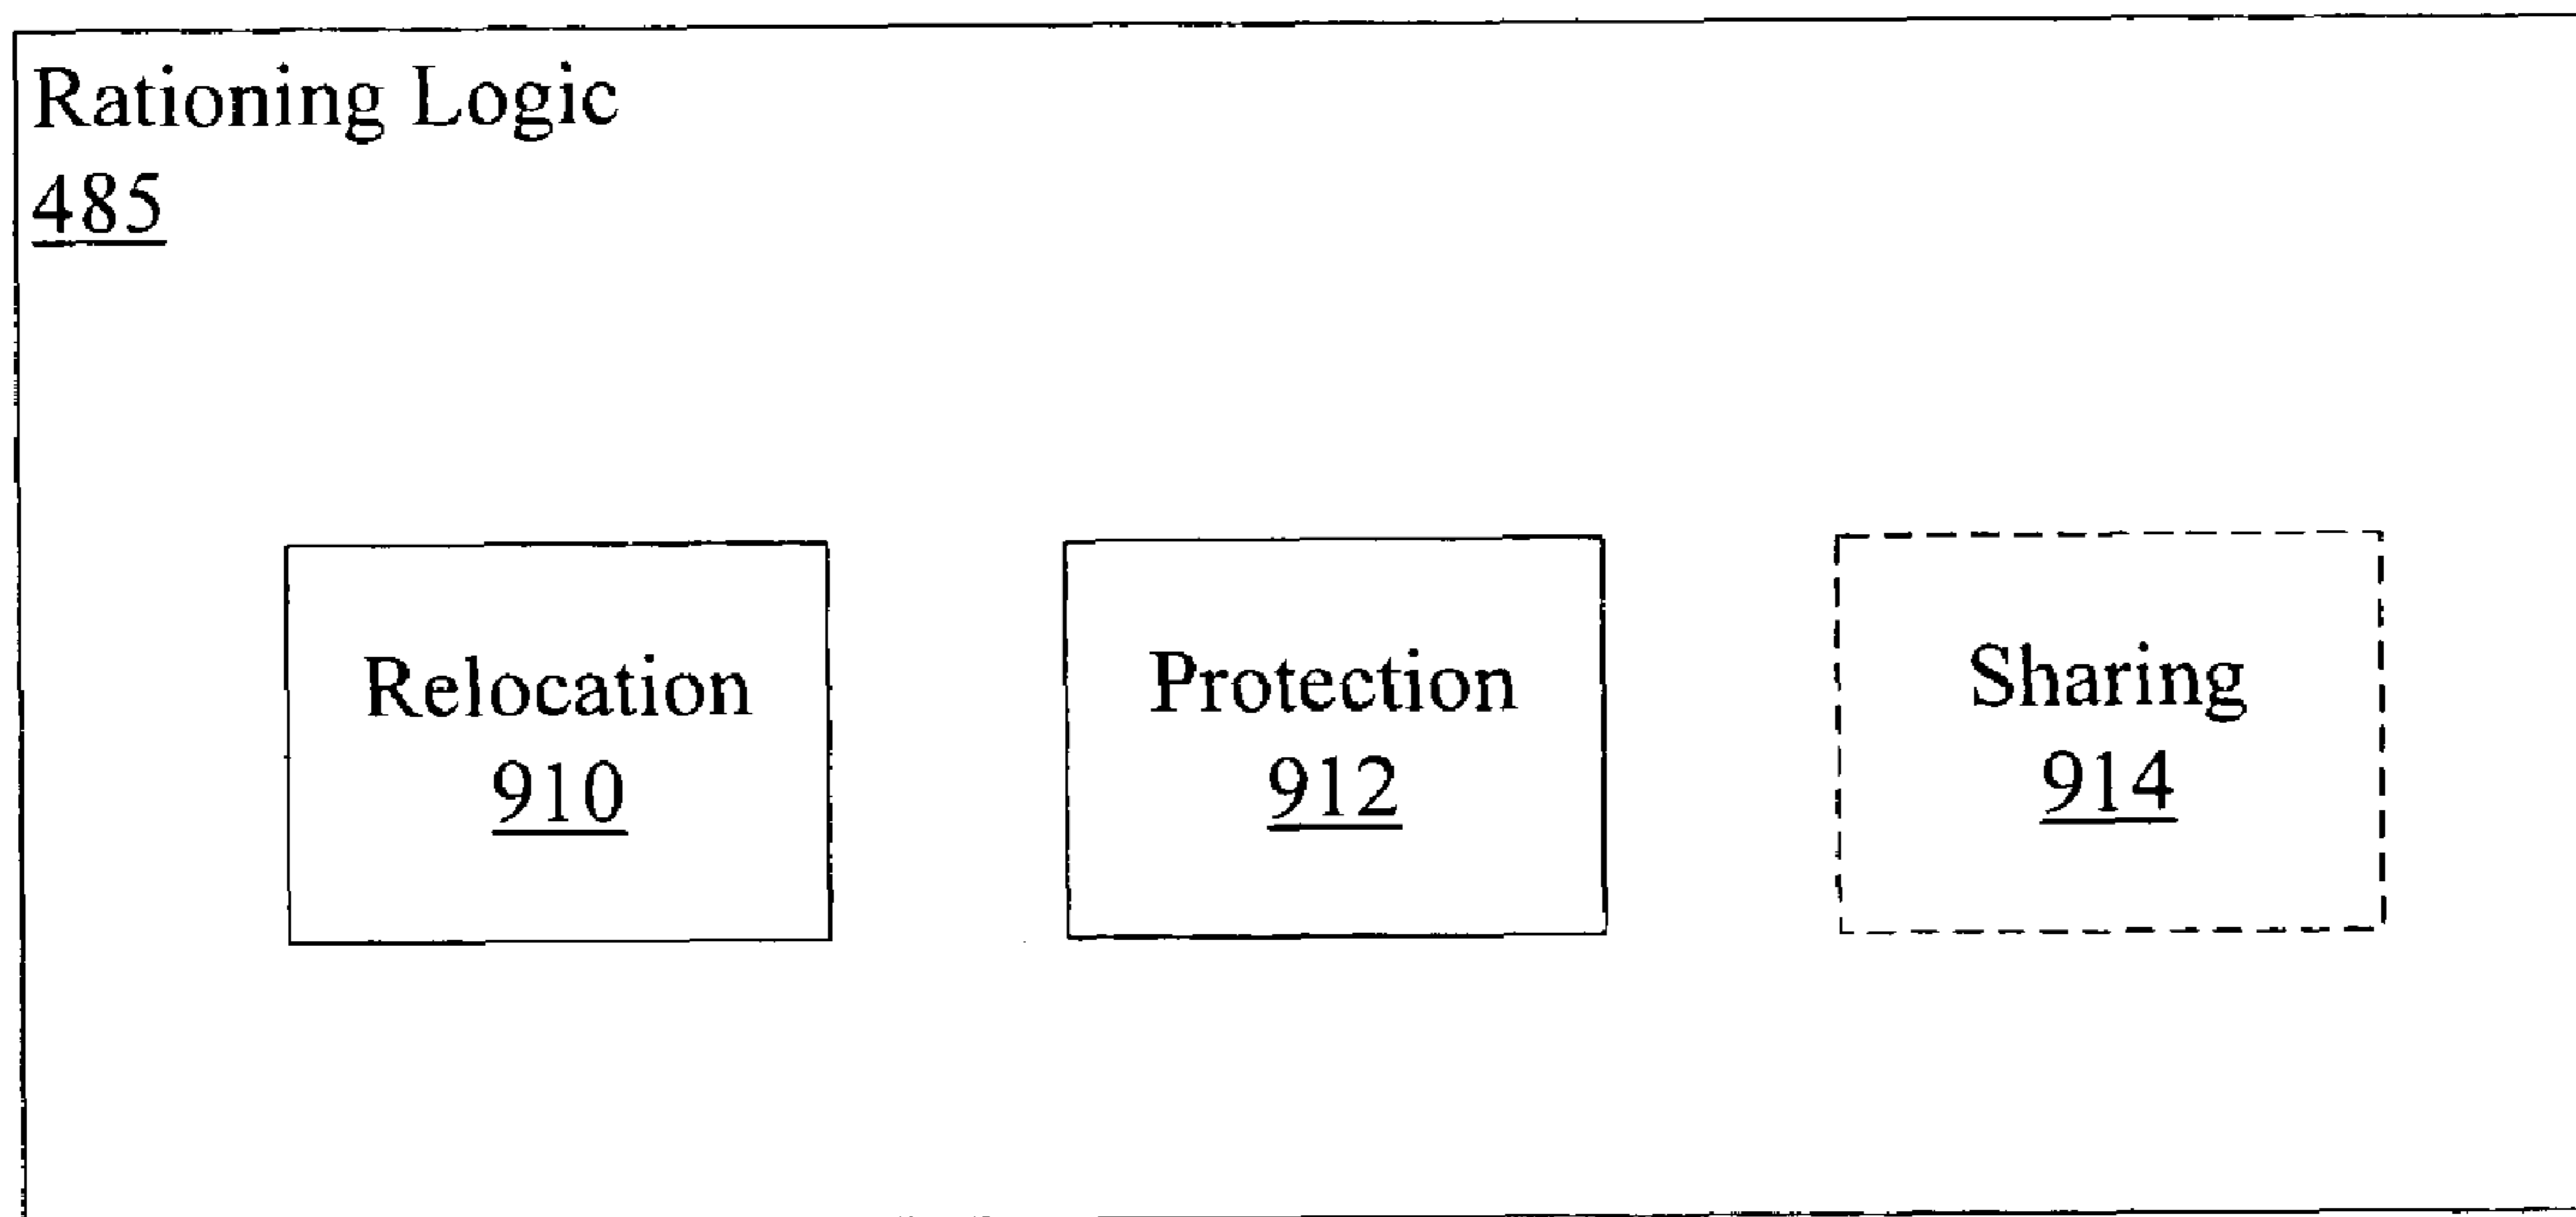 Rationing Logic
485
Relocation
910
Protection
912
Sharing
914